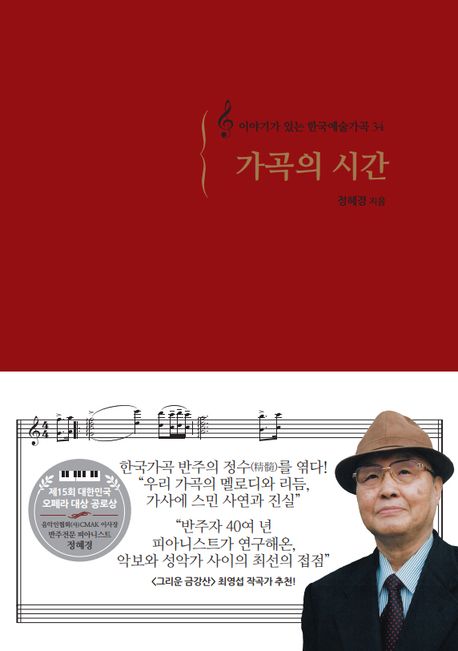 이야기가 있는 한국예술가곡 34
가곡의 시간
정혜경 지음
4
4
한국가곡 반주의 정수(精髓)를 엮다!
“우리 가곡의 멜로디와 리듬,
가사에 스민 사연과 진실”
“반주자 40여 년
피아니스트가 연구해온,
악보와 성악가 사이의 최선의 접점”
<그리운 금강산> 최영섭 작곡가 추천!
제15회 대한민국
오페라 대상 공로상
음악인협회(사)CMAK 이사장
반주전문 피아니스트
정혜경